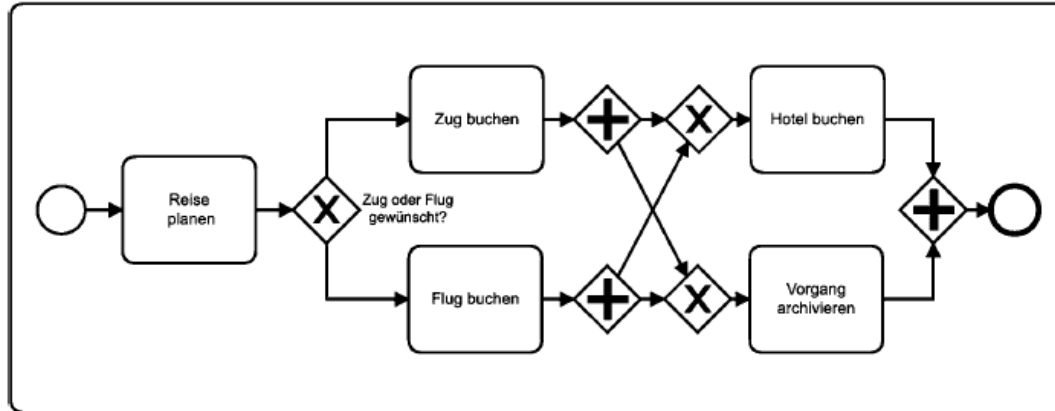 Zug buchen
Hotel buchen
Reise
planen
Zug oder Flug
gewünscht?
Flug buchen
Vorgang
archivieren